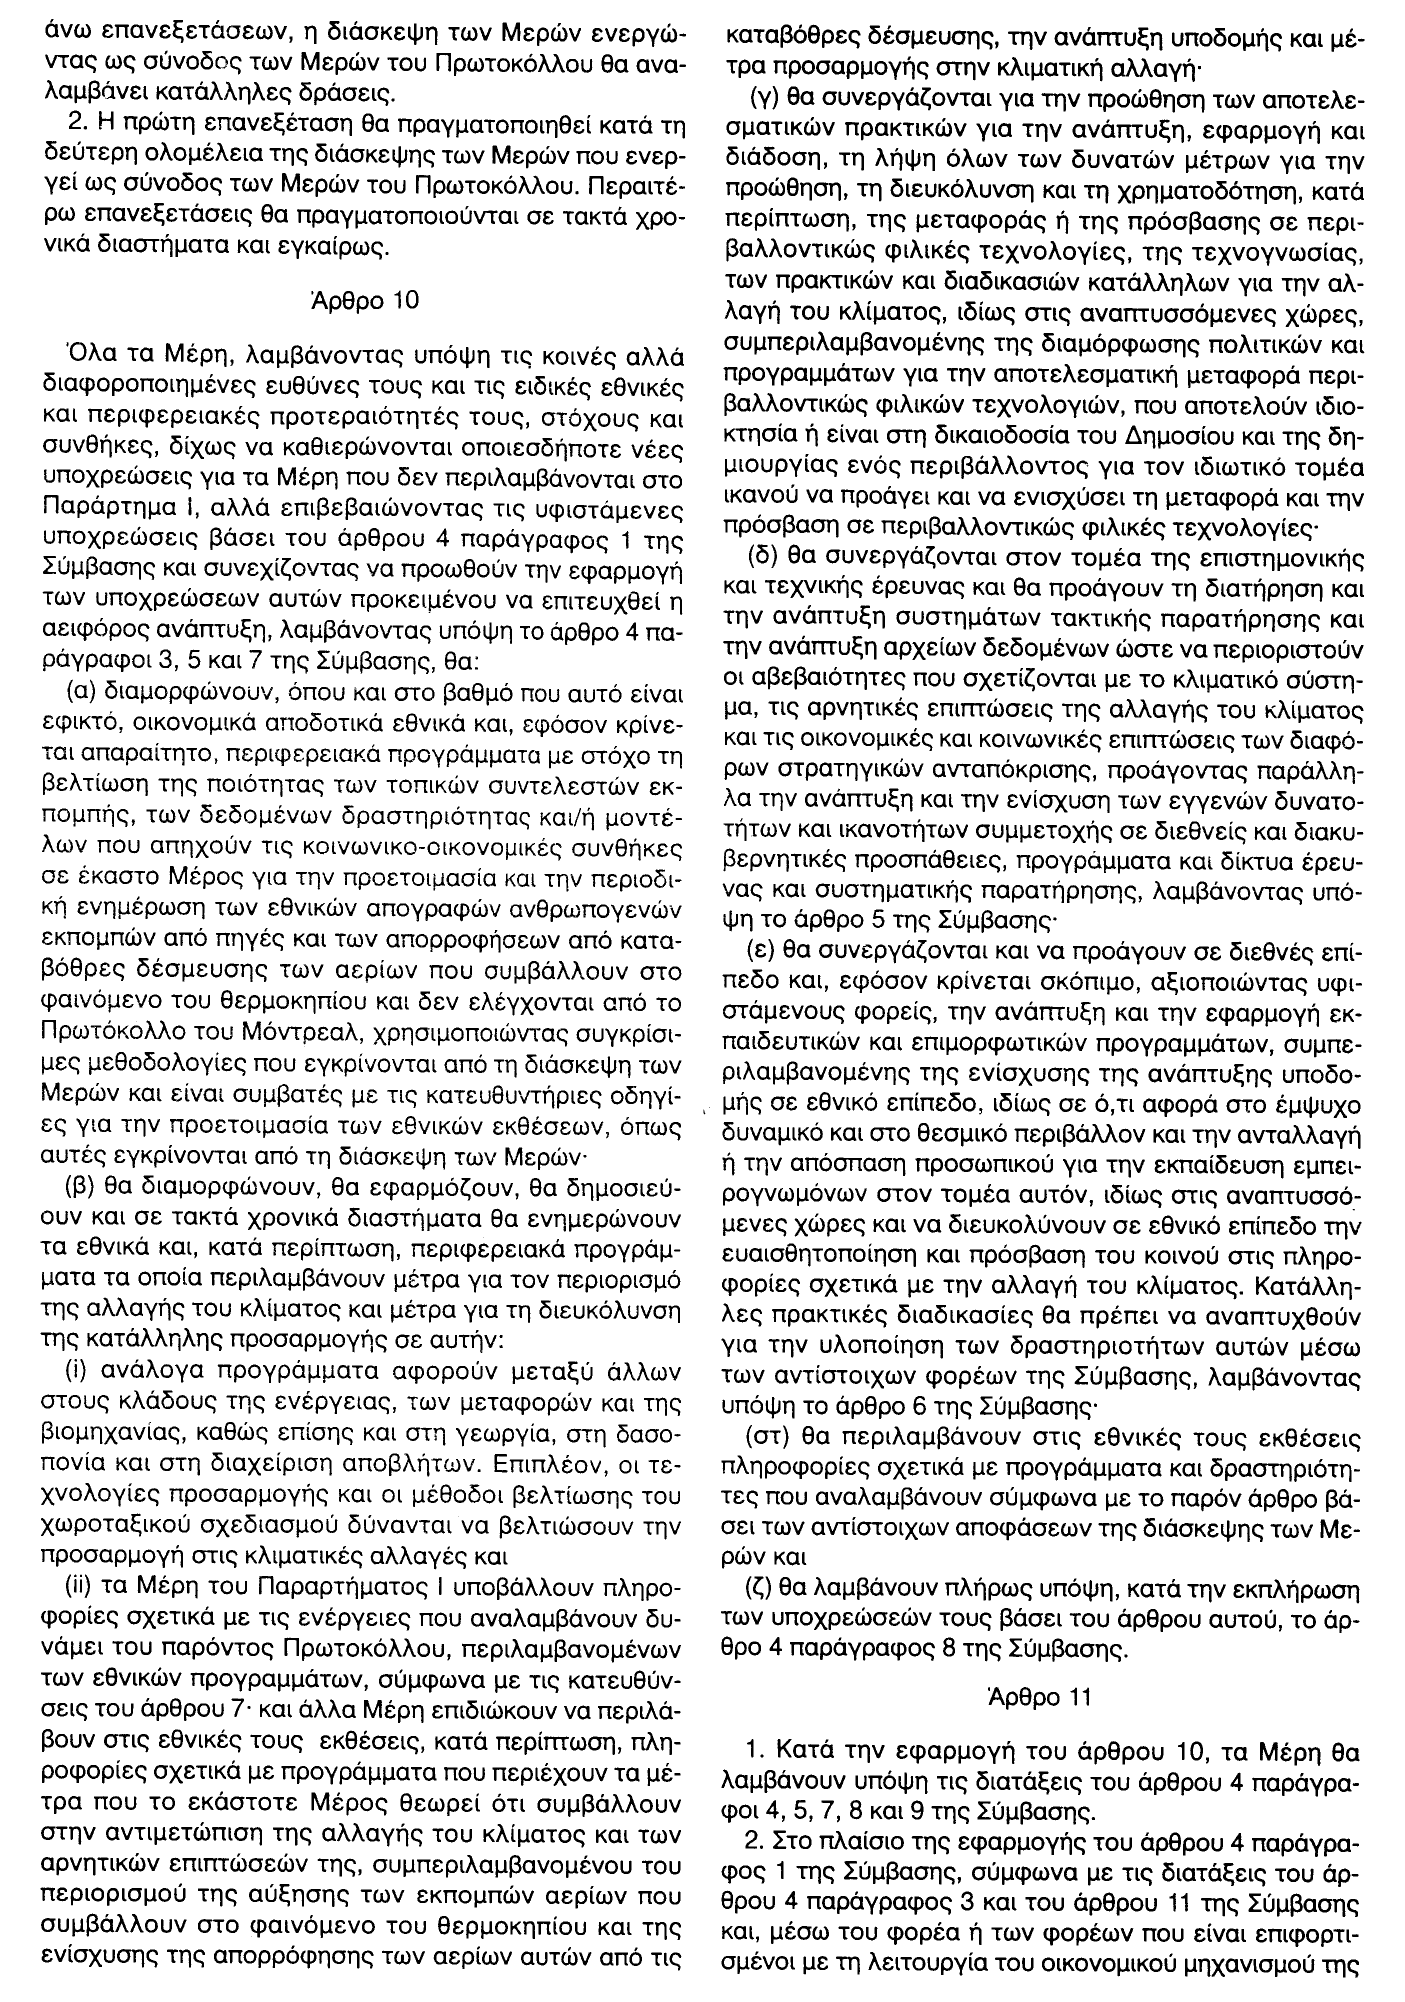 άνω επανεξετάσεων, η διάσκεψη των Μερών ενεργώ-
ντας ως σύνοδος των Μερών του Πρωτοκόλλου θα ανα-
λαμβάνει κατάλληλες δράσεις.
2. Η πρώτη επανεξέταση θα πραγματοποιηθεί κατά τη
δεύτερη ολομέλεια της διάσκεψης των Μερών που ενερ-
γεί ως σύνοδος των Μερών του Πρωτοκόλλου. Περαιτέ-
ρω επανεξετάσεις θα πραγματοποιούνται σε τακτά χρο-
νικά διαστήματα και εγκαίρως.
Άρθρο 10
Όλα τα Μέρη, λαμβάνοντας υπόψη τις κοινές αλλά
διαφοροποιημένες ευθύνες τους και τις ειδικές εθνικές
και περιφερειακές προτεραιότητές τους, στόχους και
συνθήκες, δίχως να καθιερώνονται οποιεσδήποτε νέες
υποχρεώσεις για τα Μέρη που δεν περιλαμβάνονται στο
Παράρτημα Ι, αλλά επιβεβαιώνοντας τις υφιστάμενες
υποχρεώσεις βάσει του άρθρου 4 παράγραφος 1 της
Σύμβασης και συνεχίζοντας να προωθούν την εφαρμογή
των υποχρεώσεων αυτών προκειμένου να επιτευχθεί η
αειφόρος ανάπτυξη, λαμβάνοντας υπόψη το άρθρο 4 πα-
ράγραφοι 3, 5 και 7 της Σύμβασης, θα:
(α) διαμορφώνουν, όπου και στο βαθμό που αυτό είναι
εφικτό, οικονομικά αποδοτικά εθνικά και, εφόσον κρίνε-
ται απαραίτητο, περιφερειακά προγράμματα με στόχο τη
βελτίωση της ποιότητας των τοπικών συντελεστών εκ-
πομπής, των δεδομένων δραστηριότητας και/ή μοντέ-
λων που απηχούν τις κοινωνικο-οικονομικές συνθήκες
σε έκαστο Μέρος για την προετοιμασία και την περιοδι-
κή ενημέρωση των εθνικών απογραφών ανθρωπογενών
εκπομπών από πηγές και των απορροφήσεων από κατα-
βόθρες δέσμευσης των αερίων που συμβάλλουν στο
φαινόμενο του θερμοκηπίου και δεν ελέγχονται από το
Πρωτόκολλο του Μόντρεαλ, χρησιμοποιώντας συγκρίσι-
μες μεθοδολογίες που εγκρίνονται από τη διάσκεψη των
Μερών και είναι συμβατές με τις κατευθυντήριες οδηγί-
ες για την προετοιμασία των εθνικών εκθέσεων, όπως
αυτές εγκρίνονται από τη διάσκεψη των Μερών·
(β) θα διαμορφώνουν, θα εφαρμόζουν, θα δημοσιεύ-
ουν και σε τακτά χρονικά διαστήματα θα ενημερώνουν
τα εθνικά και, κατά περίπτωση, περιφερειακά προγράμ-
ματα τα οποία περιλαμβάνουν μέτρα για τον περιορισμό
της αλλαγής του κλίματος και μέτρα για τη διευκόλυνση
της κατάλληλης προσαρμογής σε αυτήν:
(i) ανάλογα προγράμματα αφορούν μεταξύ άλλων
στους κλάδους της ενέργειας, των μεταφορών και της
βιομηχανίας, καθώς επίσης και στη γεωργία, στη δασο-
πονία και στη διαχείριση αποβλήτων. Επιπλέον, οι τε-
χνολογίες προσαρμογής και οι μέθοδοι βελτίωσης του
χωροταξικού σχεδιασμού δύνανται να βελτιώσουν την
προσαρμογή στις κλιματικές αλλαγές και
(ii) τα Μέρη του Παραρτήματος Ι υποβάλλουν πληρο-
φορίες σχετικά με τις ενέργειες που αναλαμβάνουν δυ-
νάμει του παρόντος Πρωτοκόλλου, περιλαμβανομένων
των εθνικών προγραμμάτων, σύμφωνα με τις κατευθύν-
σεις του άρθρου 7· και άλλα Μέρη επιδιώκουν να περιλά-
βουν στις εθνικές τους εκθέσεις, κατά περίπτωση, πλη-
ροφορίες σχετικά με προγράμματα που περιέχουν τα μέ-
τρα που το εκάστοτε Μέρος θεωρεί ότι συμβάλλουν
στην αντιμετώπιση της αλλαγής του κλίματος και των
αρνητικών επιπτώσεών της, συμπεριλαμβανομένου του
περιορισμού της αύξησης των εκπομπών αερίων που
συμβάλλουν στο φαινόμενο του θερμοκηπίου και της
ενίσχυσης της απορρόφησης των αερίων αυτών από τις
καταβόθρες δέσμευσης, την ανάπτυξη υποδομής και μέ-
τρα προσαρμογής στην κλιματική αλλαγή·
(γ) θα συνεργάζονται για την προώθηση των αποτελε-
σματικών πρακτικών για την ανάπτυξη, εφαρμογή και
διάδοση, τη λήψη όλων των δυνατών μέτρων για την
προώθηση, τη διευκόλυνση και τη χρηματοδότηση, κατά
περίπτωση, της μεταφοράς ή της πρόσβασης σε περι-
βαλλοντικώς φιλικές τεχνολογίες, της τεχνογνωσίας,
των πρακτικών και διαδικασιών κατάλληλων για την αλ-
λαγή του κλίματος, ιδίως στις αναπτυσσόμενες χώρες,
συμπεριλαμβανομένης της διαμόρφωσης πολιτικών και
προγραμμάτων για την αποτελεσματική μεταφορά περι-
βαλλοντικώς φιλικών τεχνολογιών, που αποτελούν ιδιο-
κτησία ή είναι στη δικαιοδοσία του Δημοσίου και της δη-
μιουργίας ενός περιβάλλοντος για τον ιδιωτικό τομέα
ικανού να προάγει και να ενισχύσει τη μεταφορά και την
πρόσβαση σε περιβαλλοντικώς φιλικές τεχνολογίες·
(δ) θα συνεργάζονται στον τομέα της επιστημονικής
και τεχνικής έρευνας και θα προάγουν τη διατήρηση και
την ανάπτυξη συστημάτων τακτικής παρατήρησης και
την ανάπτυξη αρχείων δεδομένων ώστε να περιοριστούν
οι αβεβαιότητες που σχετίζονται με το κλιματικό σύστη-
μα, τις αρνητικές επιπτώσεις της αλλαγής του κλίματος
και τις οικονομικές και κοινωνικές επιπτώσεις των διαφό-
ρων στρατηγικών ανταπόκρισης, προάγοντας παράλλη-
λα την ανάπτυξη και την ενίσχυση των εγγενών δυνατο-
τήτων και ικανοτήτων συμμετοχής σε διεθνείς και διακυ-
βερνητικές προσπάθειες, προγράμματα και δίκτυα έρευ-
νας και συστηματικής παρατήρησης, λαμβάνοντας υπό-
ψη το άρθρο 5 της Σύμβασης·
(ε) θα συνεργάζονται και να προάγουν σε διεθνές επί-
πεδο και, εφόσον κρίνεται σκόπιμο, αξιοποιώντας υφι-
στάμενους φορείς, την ανάπτυξη και την εφαρμογή εκ-
παιδευτικών και επιμορφωτικών προγραμμάτων, συμπε-
ριλαμβανομένης της ενίσχυσης της ανάπτυξης υποδο-
μής σε εθνικό επίπεδο, ιδίως σε ό,τι αφορά στο έμψυχο
δυναμικό και στο θεσμικό περιβάλλον και την ανταλλαγή
ή την απόσπαση προσωπικού για την εκπαίδευση εμπει-
ρογνωμόνων στον τομέα αυτόν, ιδίως στις αναπτυσσό-
μενες χώρες και να διευκολύνουν σε εθνικό επίπεδο την
ευαισθητοποίηση και πρόσβαση του κοινού στις πληρο-
φορίες σχετικά με την αλλαγή του κλίματος. Κατάλλη-
λες πρακτικές διαδικασίες θα πρέπει να αναπτυχθούν
για την υλοποίηση των δραστηριοτήτων αυτών μέσω
των αντίστοιχων φορέων της Σύμβασης, λαμβάνοντας
υπόψη το άρθρο 6 της Σύμβασης·
(στ) θα περιλαμβάνουν στις εθνικές τους εκθέσεις
πληροφορίες σχετικά με προγράμματα και δραστηριότη-
τες που αναλαμβάνουν σύμφωνα με το παρόν άρθρο βά-
σει των αντίστοιχων αποφάσεων της διάσκεψης των Με-
ρών και
(ζ) θα λαμβάνουν πλήρως υπόψη, κατά την εκπλήρωση
των υποχρεώσεών τους βάσει του άρθρου αυτού, το άρ-
θρο 4 παράγραφος 8 της Σύμβασης.
Άρθρο 11
1. Κατά την εφαρμογή του άρθρου 10, τα Μέρη θα
λαμβάνουν υπόψη τις διατάξεις του άρθρου 4 παράγρα-
φοι 4, 5, 7, 8 και 9 της Σύμβασης.
2. Στο πλαίσιο της εφαρμογής του άρθρου 4 παράγρα-
φος 1 της Σύμβασης, σύμφωνα με τις διατάξεις του άρ-
θρου 4 παράγραφος 3 και του άρθρου 11 της Σύμβασης
και, μέσω του φορέα ή των φορέων που είναι επιφορτι-
σμένοι με τη λειτουργία του οικονομικού μηχανισμού της